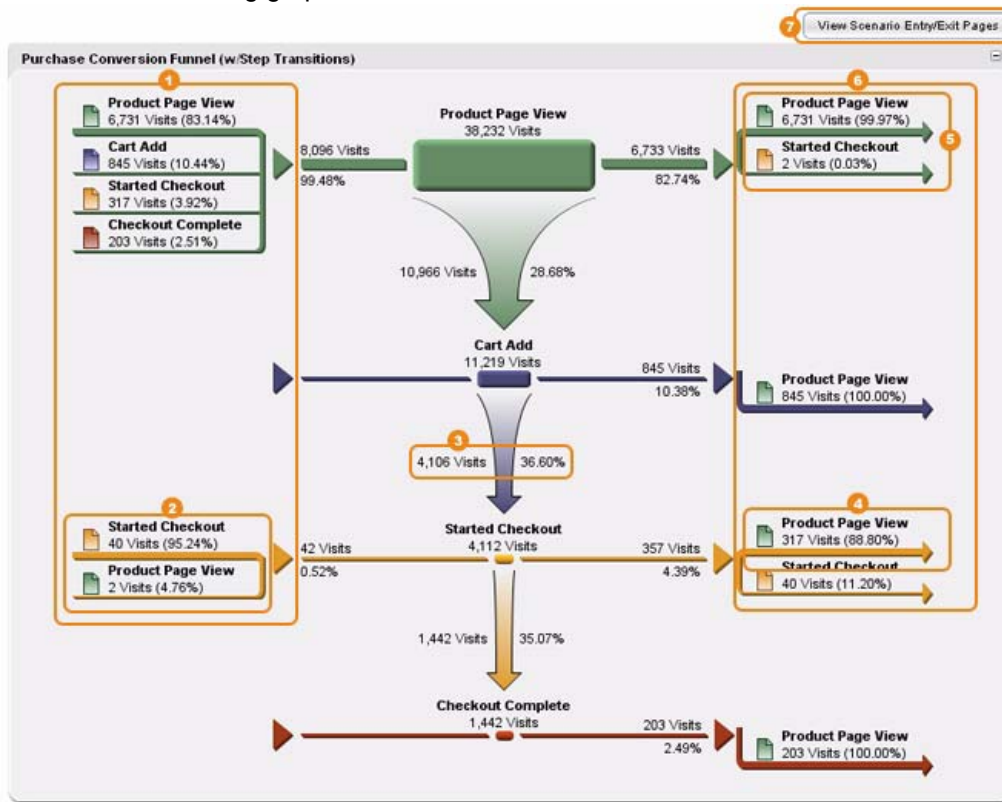 7
View Scenario Entry/Exit Pages
Purchase Conversion Funnel (w/Step Transitions)
1
Product Page View
6,731 Visits (83.14%)
Cart Add
845 Visits (10.44%)
Started Checkout
317 Visits (3.92%)
Checkout Complete
203 Visits (2.51%)
8,096 Visits
99.48%
Product Page View
38,232 Visits
6,733 Visits
82.74%
6
Product Page View
6,731 Visits (99.97%)
5
Started Checkout
2 Visits (0.03%)
10,966 Visits
28.68%
Cart Add
11,219 Visits
845 Visits
10.38%
Product Page View
845 Visits (100.00%)
3
4,106 Visits
36.60%
2
Started Checkout
40 Visits (95.24%)
Product Page View
2 Visits (4.76%)
42 Visits
0.52%
Started Checkout
4,112 Visits
357 Visits
4.39%
4
Product Page View
317 Visits (88.80%)
Started Checkout
40 Visits (11.20%)
1,442 Visits
35.07%
Checkout Complete
1,442 Visits
203 Visits
2.49%
Product Page View
203 Visits (100.00%)